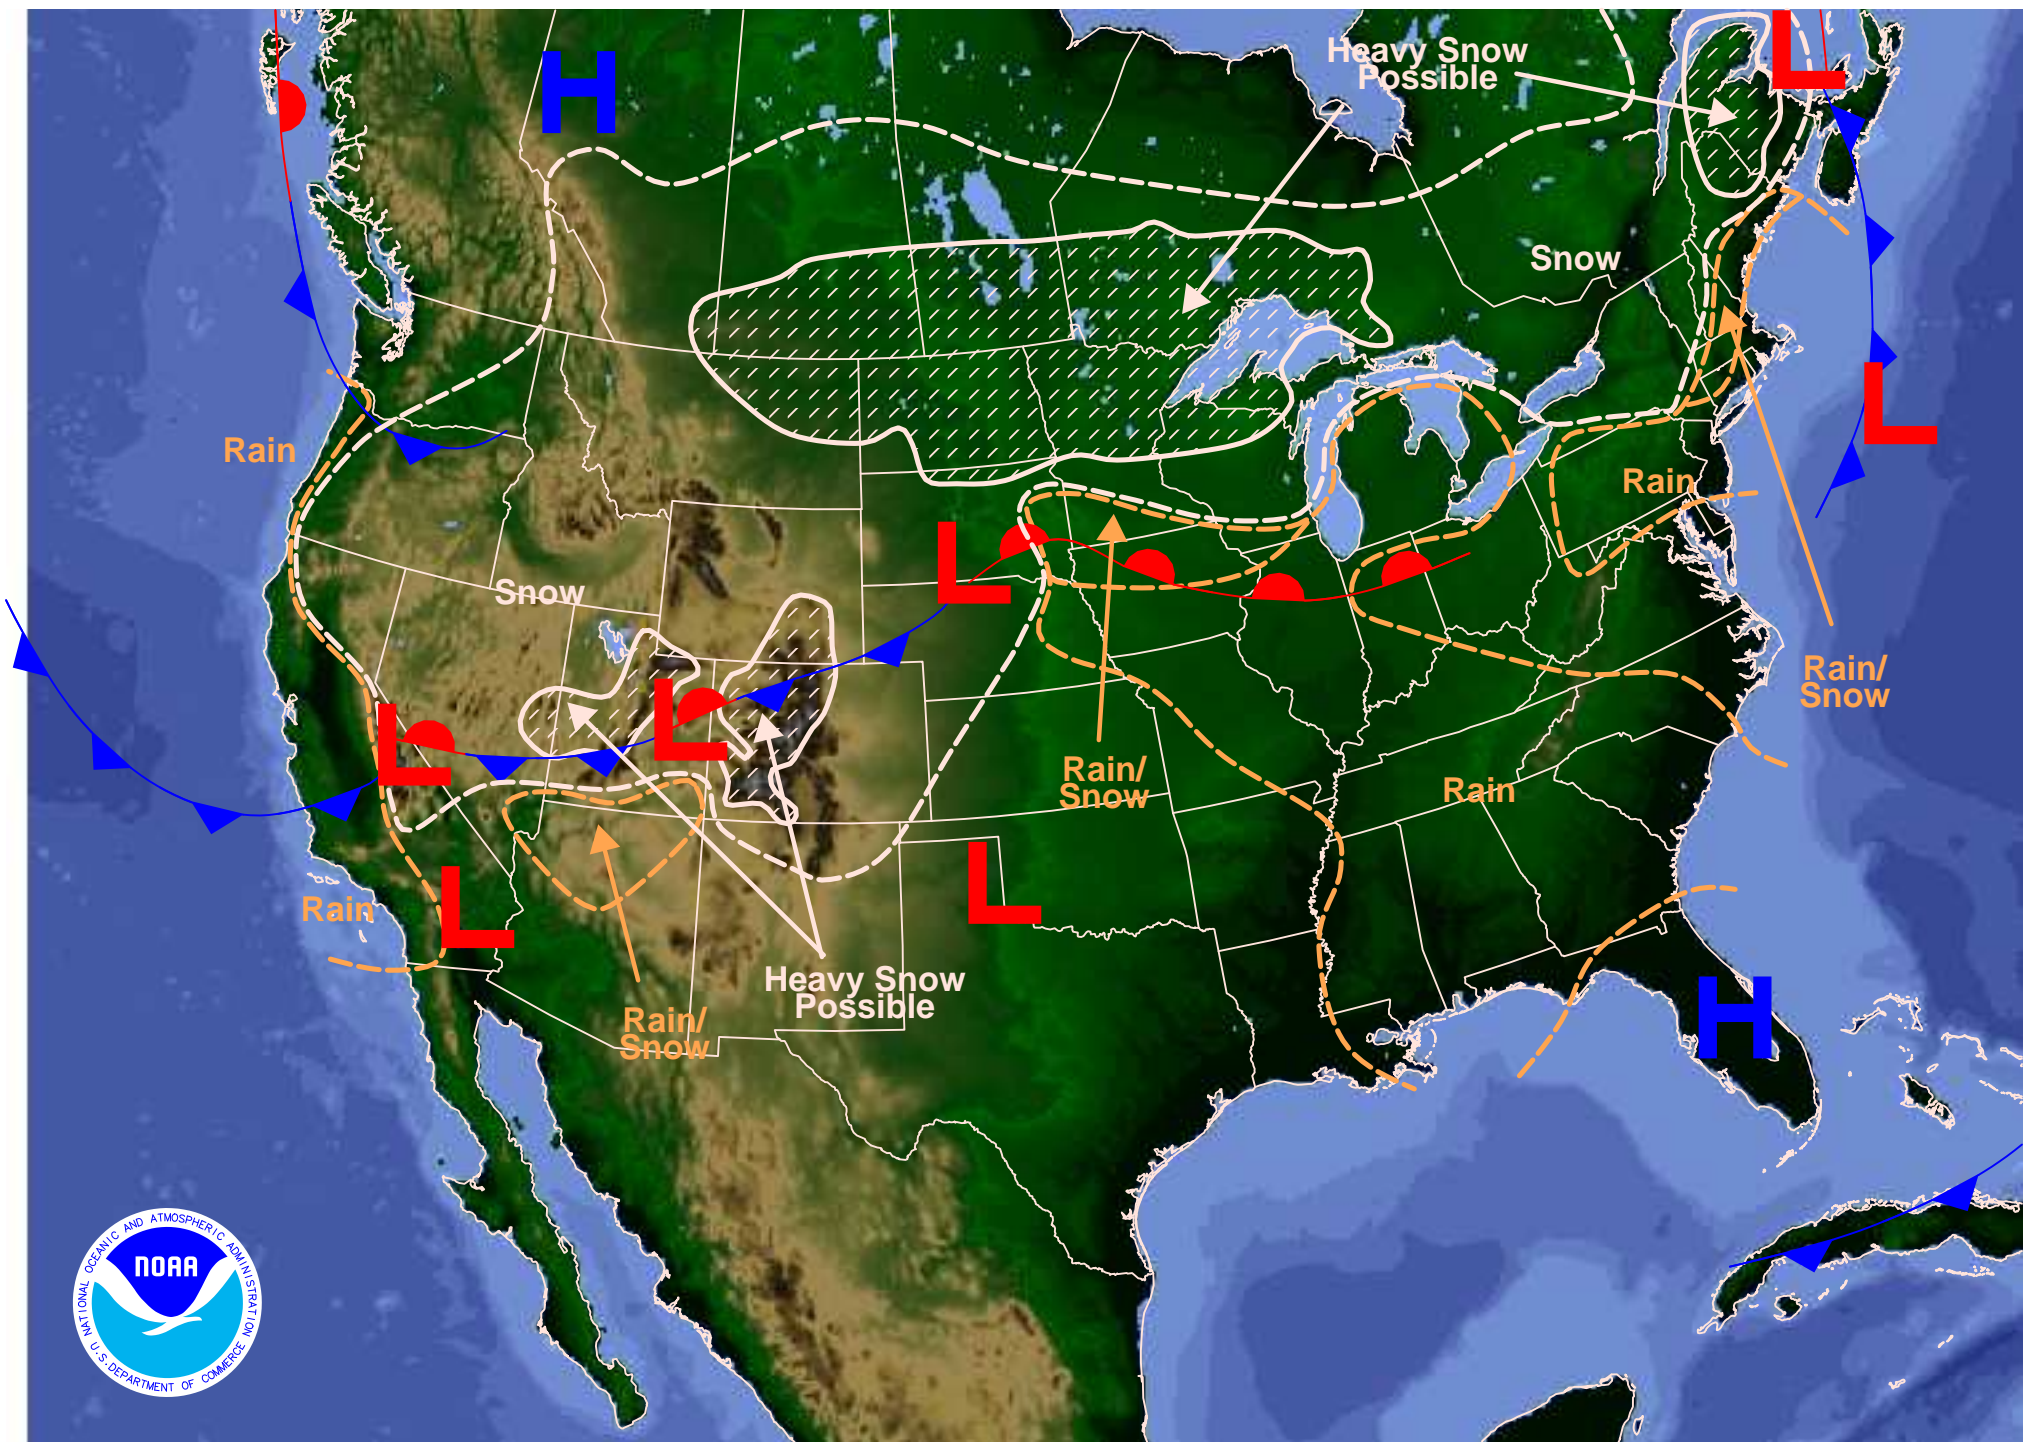 H
L
Heavy Snow
Possible
Snow
L
Rain
Rain
L
Snow
Rain/
Snow
L
L
Rain/
Snow
Rain
L
L
Rain
Heavy Snow
Possible
H
Rain/
Snow
NOAA
NATIONAL OCEANIC AND ATMOSPHERIC ADMINISTRATION
U.S. DEPARTMENT OF COMMERCE